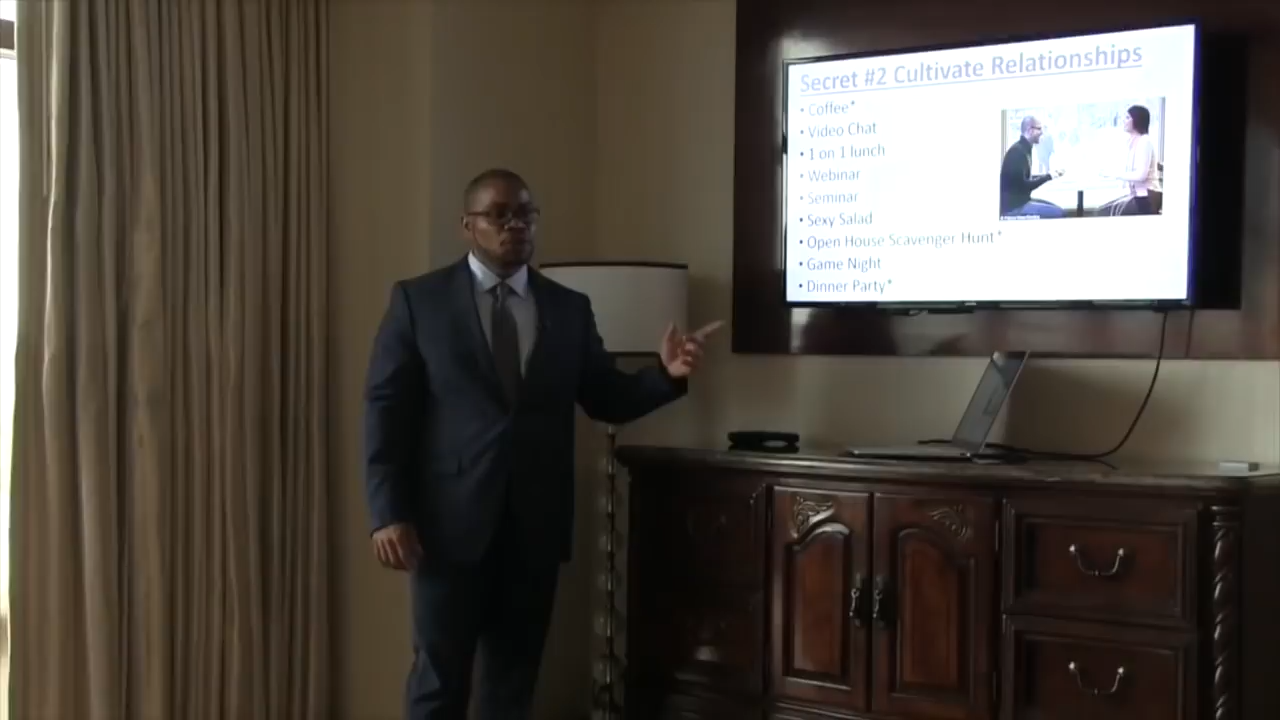 Secret #2 Cultivate Relationships
• Coffee*
• Video Chat
• 1 on 1 lunch
• Webinar
• Seminar
• Sexy Salad
• Open House Scavenger Hunt*
• Game Night
• Dinner Party*